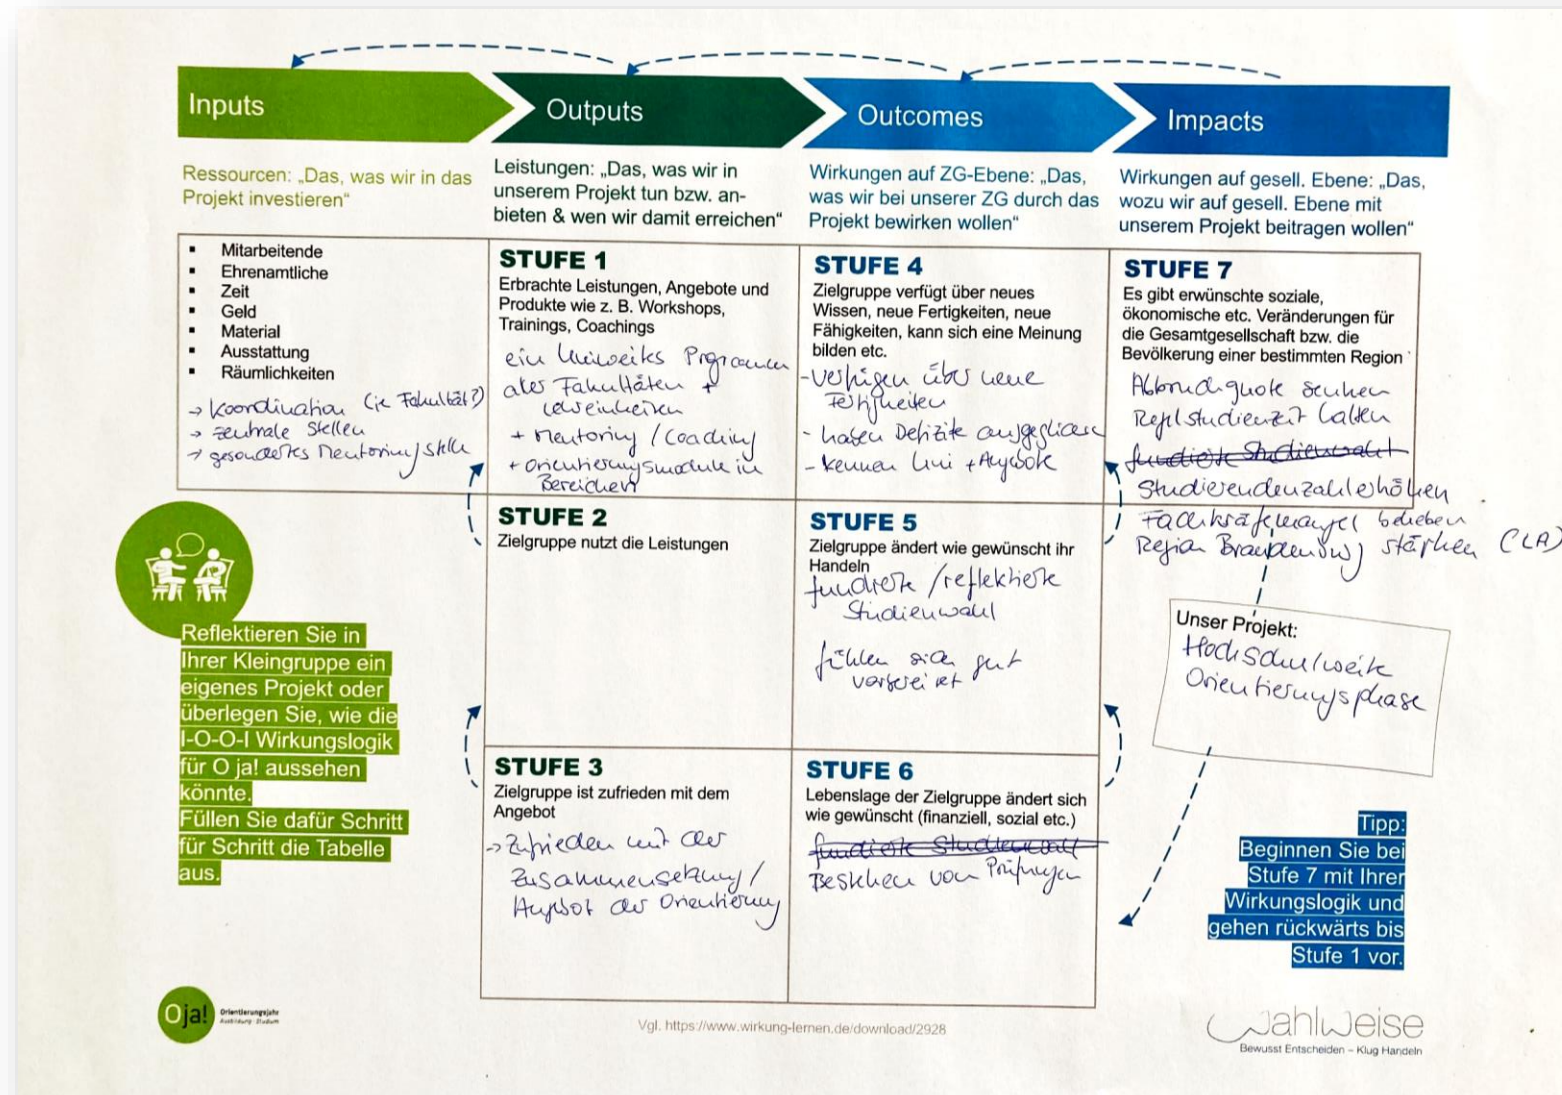 Inputs
Outputs
Outcomes
Impacts
Ressourcen: „Das, was wir in das
Projekt investieren“
Leistungen: „Das, was wir in
unserem Projekt tun bzw. an-
bieten & wen wir damit erreichen“
Wirkungen auf ZG-Ebene: „Das,
was wir bei unserer ZG durch das
Projekt bewirken wollen“
Wirkungen auf gesell. Ebene: „Das,
wozu wir auf gesell. Ebene mit
unserem Projekt beitragen wollen“
▪ Mitarbeitende
▪ Ehrenamtliche
▪ Zeit
▪ Geld
▪ Material
▪ Ausstattung
▪ Räumlichkeiten
→ Koordination (je Fakultät?)
→ zentrale Stellen
→ gesondertes Mentoringstelle
STUFE 1
Erbrachte Leistungen, Angebote und
Produkte wie z. B. Workshops,
Trainings, Coachings
ein Uniweites Programm
aller Fakultäten +
Lehreinheiten
+ Mentoring / Coaching
+ Orientierungsmodule in
Bereichen
STUFE 4
Zielgruppe verfügt über neues
Wissen, neue Fertigkeiten, neue
Fähigkeiten, kann sich eine Meinung
bilden etc.
- verfügen über neue
Fertigkeiten
- haben Defizite ausgeglichen
- kennen Uni + Angebote
STUFE 7
Es gibt erwünschte soziale,
ökonomische etc. Veränderungen für
die Gesamtgesellschaft bzw. die
Bevölkerung einer bestimmten Region
Abbruchquote senken
Reglstudienzeit halten
fundierte Studienwahl
Studierendenzahl erhöhen
Fachkräftemangel beheben
Region Brandenburg stärken (LA)
STUFE 2
Zielgruppe nutzt die Leistungen
STUFE 5
Zielgruppe ändert wie gewünscht ihr
Handeln
fundierte / reflektierte
Studienwahl
fühlen sich gut
vorbereitet
Unser Projekt:
Hochschulweite
Orientierungsphase
Reflektieren Sie in
Ihrer Kleingruppe ein
eigenes Projekt oder
überlegen Sie, wie die
I-O-O-I Wirkungslogik
für O ja! aussehen
könnte.
Füllen Sie dafür Schritt
für Schritt die Tabelle
aus.
STUFE 3
Zielgruppe ist zufrieden mit dem
Angebot
→ Zufrieden mit der
Zusammensetzung /
Angebot der Orientierung
STUFE 6
Lebenslage der Zielgruppe ändert sich
wie gewünscht (finanziell, sozial etc.)
fundierte Studienwahl
Bestehen von Prüfungen
Tipp:
Beginnen Sie bei
Stufe 7 mit Ihrer
Wirkungslogik und
gehen rückwärts bis
Stufe 1 vor.
Oja!
Orientierungsjahr
Ausbildung · Studium
Vgl. https://www.wirkung-lernen.de/download/2928
wahlweise
Bewusst Entscheiden – Klug Handeln